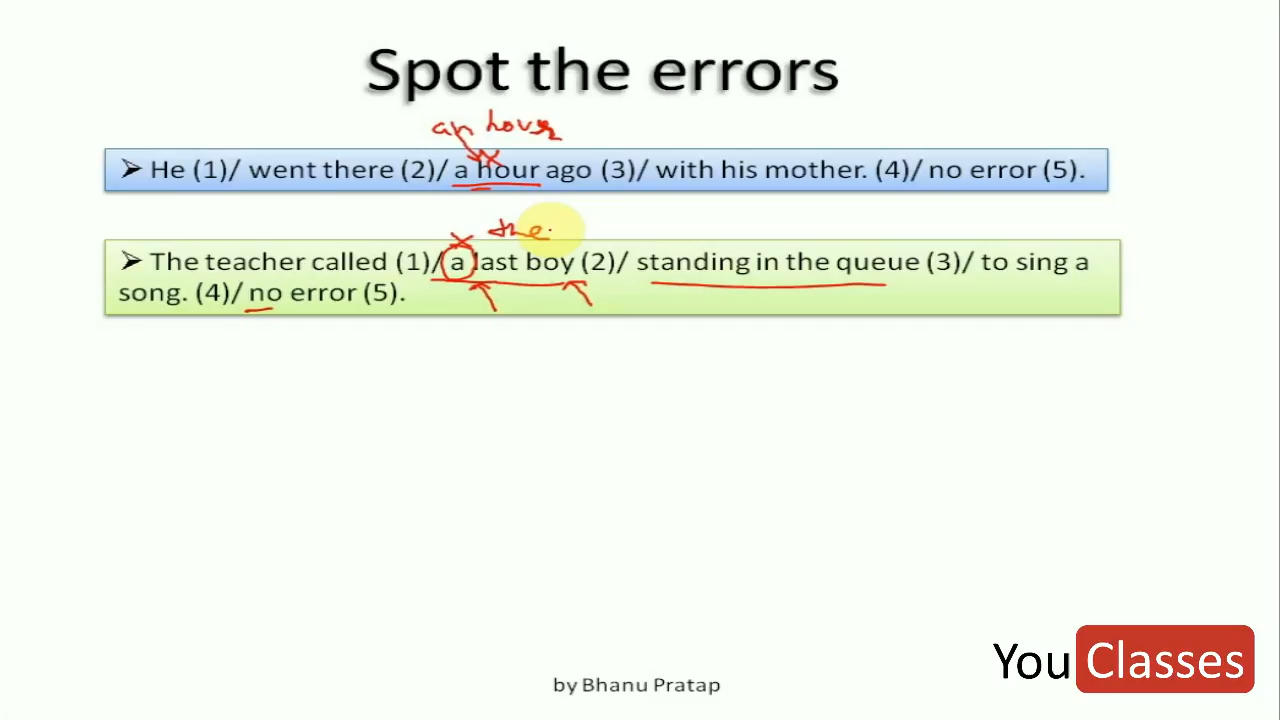 Spot the errors
an hour
➢ He (1)/ went there (2)/ a hour ago (3)/ with his mother. (4)/ no error (5).
the
➢ The teacher called (1)/ a last boy (2)/ standing in the queue (3)/ to sing a
song. (4)/ no error (5).
You Classes
by Bhanu Pratap